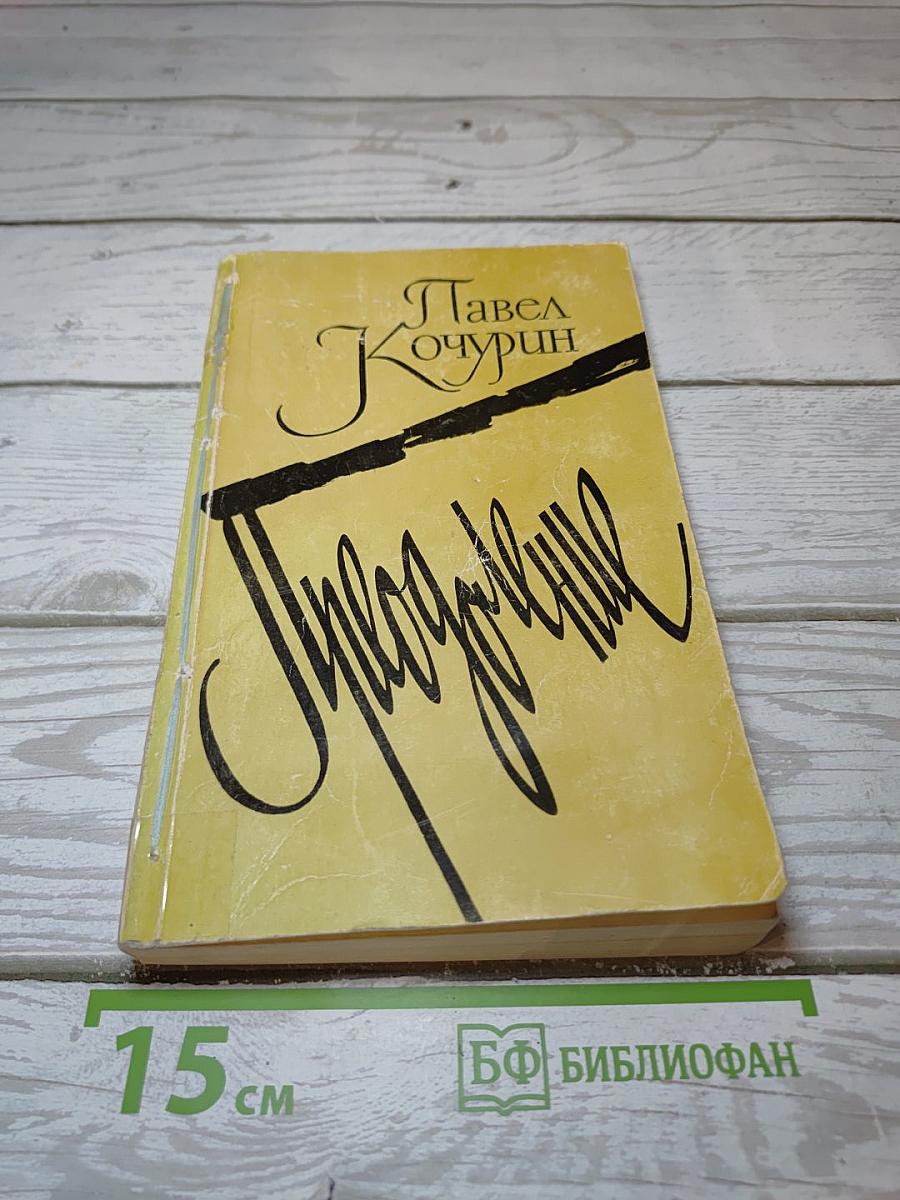 Павел
Кочурин
Преодоление
15 см
БФ БИБЛИОФАН